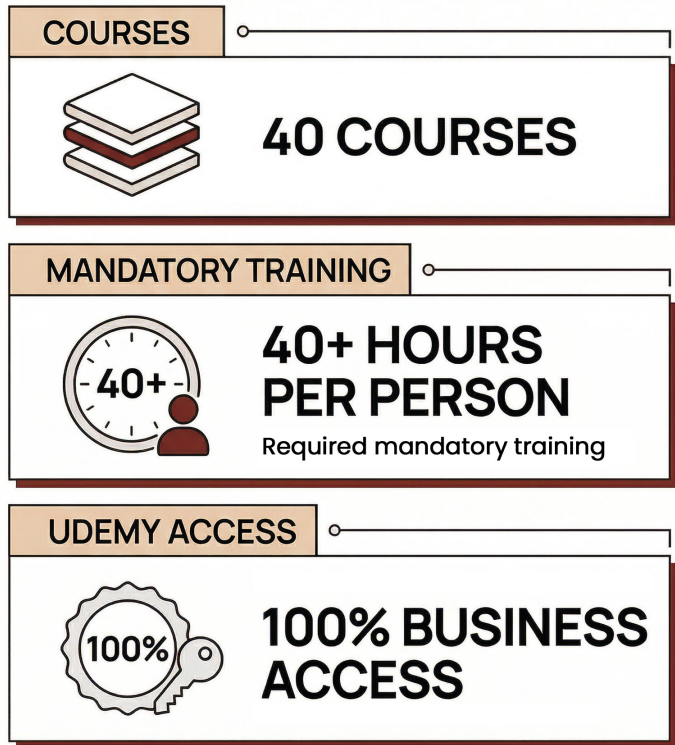 COURSES
40 COURSES
MANDATORY TRAINING
40+
40+ HOURS
PER PERSON
Required mandatory training
UDEMY ACCESS
100%
100% BUSINESS
ACCESS